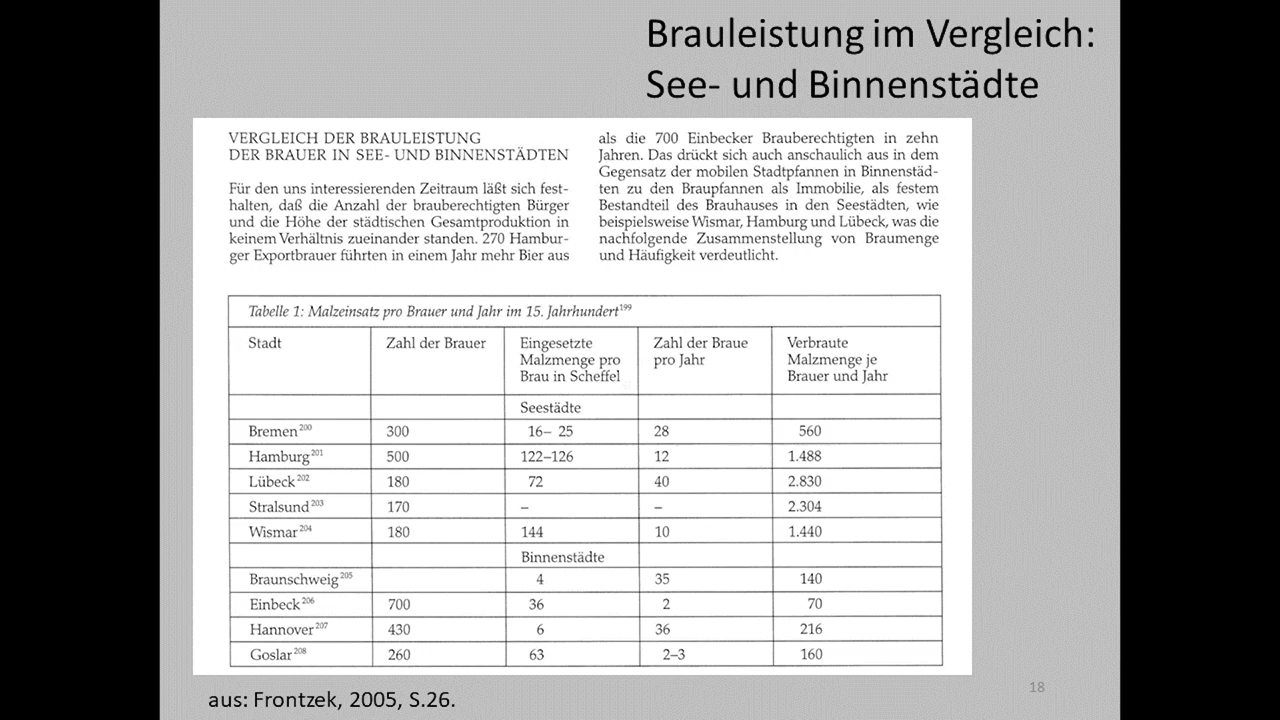 Brauleistung im Vergleich:
See- und Binnenstädte
VERGLEICH DER BRAULEISTUNG
DER BRAUER IN SEE- UND BINNENSTÄDTEN
Für den uns interessierenden Zeitraum läßt sich fest-
halten, daß die Anzahl der brauberechtigten Bürger
und die Höhe der städtischen Gesamtproduktion in
keinem Verhältnis zueinander standen. 270 Hambur-
ger Exportbrauer führten in einem Jahr mehr Bier aus
als die 700 Einbecker Brauberechtigten in zehn
Jahren. Das drückt sich auch anschaulich aus in dem
Gegensatz der mobilen Stadtpfannen in Binnenstäd-
ten zu den Braupfannen als Immobilie, als festem
Bestandteil des Brauhauses in den Seestädten, wie
beispielsweise Wismar, Hamburg und Lübeck, was die
nachfolgende Zusammenstellung von Braumenge
und Häufigkeit verdeutlicht.
Tabelle 1: Malzeinsatz pro Brauer und Jahr im 15. Jahrhundert199
Stadt Zahl der Brauer Eingesetzte Malzmenge pro Brau in Scheffel Zahl der Braue pro Jahr Verbraute Malzmenge je Brauer und Jahr
Seestädte
Bremen200 300 16– 25 28 560
Hamburg201 500 122–126 12 1.488
Lübeck202 180 72 40 2.830
Stralsund203 170 – – 2.304
Wismar204 180 144 10 1.440
Binnenstädte
Braunschweig205 4 35 140
Einbeck206 700 36 2 70
Hannover207 430 6 36 216
Goslar208 260 63 2–3 160
aus: Frontzek, 2005, S.26.
18